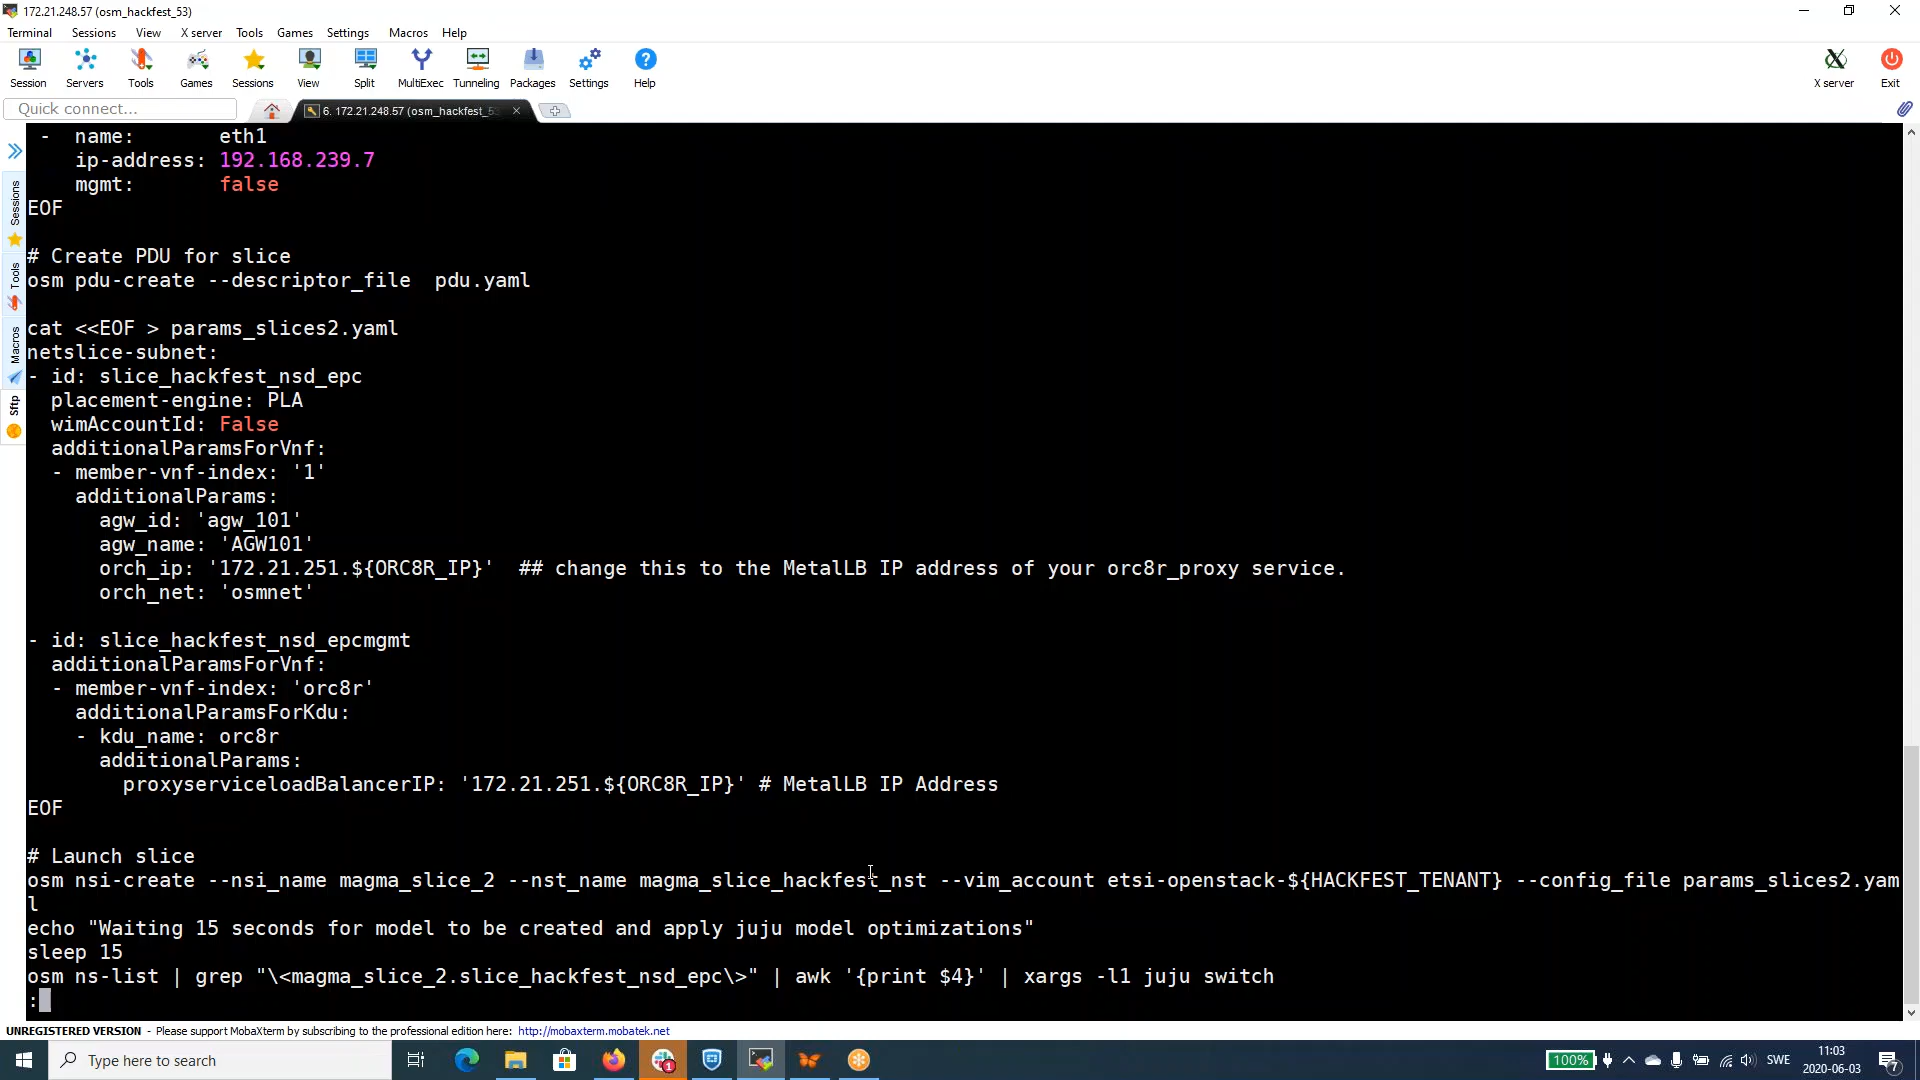 172.21.248.57 (osm_hackfest_53)
Terminal Sessions View X server Tools Games Settings Macros Help
Session Servers Tools Games Sessions View Split MultiExec Tunneling Packages Settings Help X server Exit
Quick connect...
6. 172.21.248.57 (osm_hackfest_5
Sessions
Tools
Macros
Sftp
- name: eth1
ip-address: 192.168.239.7
mgmt: false
EOF
# Create PDU for slice
osm pdu-create --descriptor_file pdu.yaml
cat <<EOF > params_slices2.yaml
netslice-subnet:
- id: slice_hackfest_nsd_epc
placement-engine: PLA
wimAccountId: False
additionalParamsForVnf:
- member-vnf-index: '1'
additionalParams:
agw_id: 'agw_101'
agw_name: 'AGW101'
orch_ip: '172.21.251.${ORC8R_IP}' ## change this to the MetalLB IP address of your orc8r_proxy service.
orch_net: 'osmnet'
- id: slice_hackfest_nsd_epcmgmt
additionalParamsForVnf:
- member-vnf-index: 'orc8r'
additionalParamsForKdu:
- kdu_name: orc8r
additionalParams:
proxyserviceloadBalancerIP: '172.21.251.${ORC8R_IP}' # MetalLB IP Address
EOF
# Launch slice
osm nsi-create --nsi_name magma_slice_2 --nst_name magma_slice_hackfest_nst --vim_account etsi-openstack-${HACKFEST_TENANT} --config_file params_slices2.yam
l
echo "Waiting 15 seconds for model to be created and apply juju model optimizations"
sleep 15
osm ns-list | grep "\<magma_slice_2.slice_hackfest_nsd_epc\>" | awk '{print $4}' | xargs -l1 juju switch
:
UNREGISTERED VERSION - Please support MobaXterm by subscribing to the professional edition here: http://mobaxterm.mobatek.net
Type here to search
100% SWE 11:03
2020-06-03
1
7